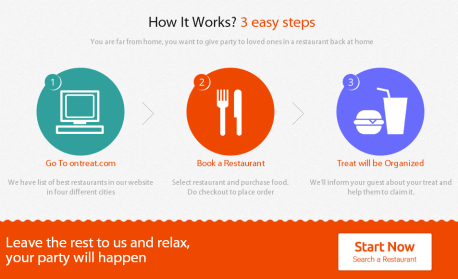 How It Works? 3 easy steps
You are far from home, you want to give party to loved ones in a restaurant back at home
1
2
3
Go To ontreat.com
We have list of best restaurants in our website
in four different cities
Book a Restaurant
Select restaurant and purchase food.
Do checkout to place order
Treat will be Organized
We'll inform your guest about your treat and
help them to claim it.
Leave the rest to us and relax,
your party will happen
Start Now
Search a Restaurant